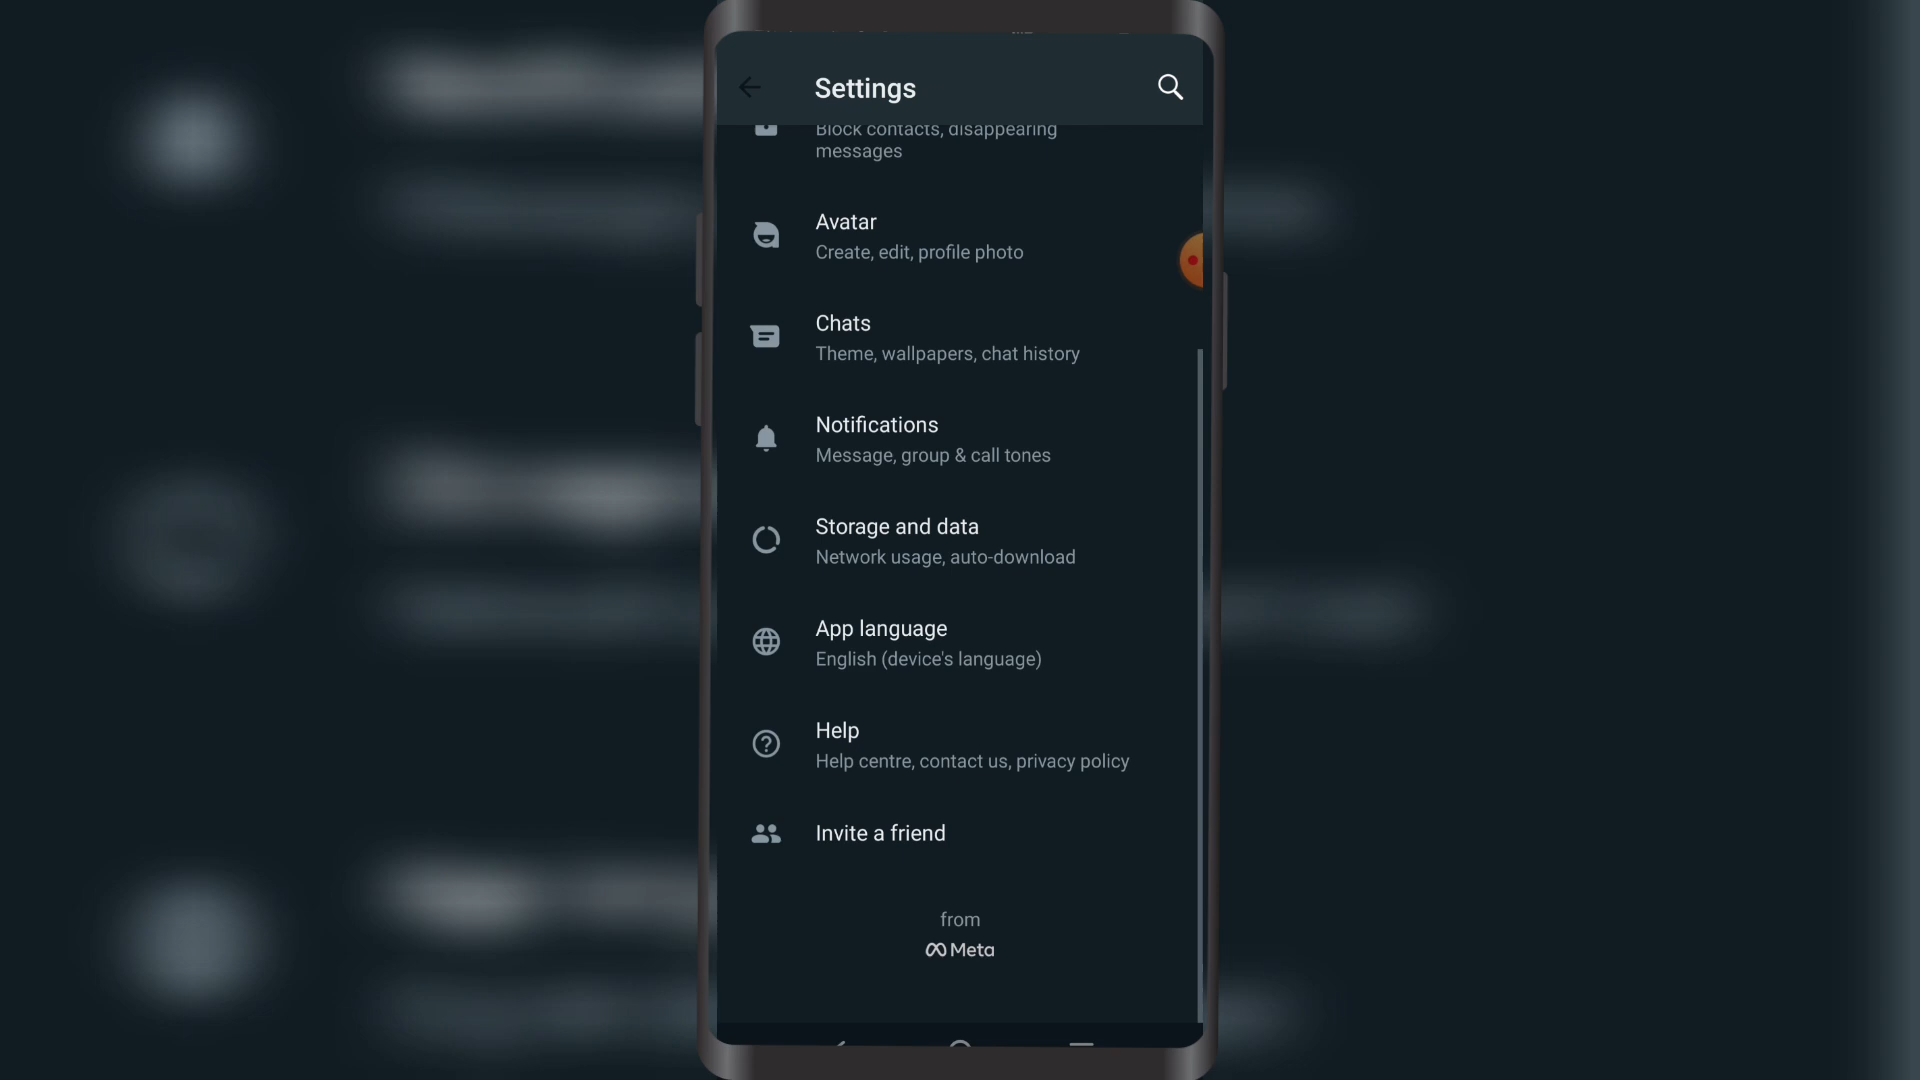 Settings
Block contacts, disappearing
messages
Avatar
Create, edit, profile photo
Chats
Theme, wallpapers, chat history
Notifications
Message, group & call tones
Storage and data
Network usage, auto-download
App language
English (device's language)
Help
Help centre, contact us, privacy policy
Invite a friend
from
Meta